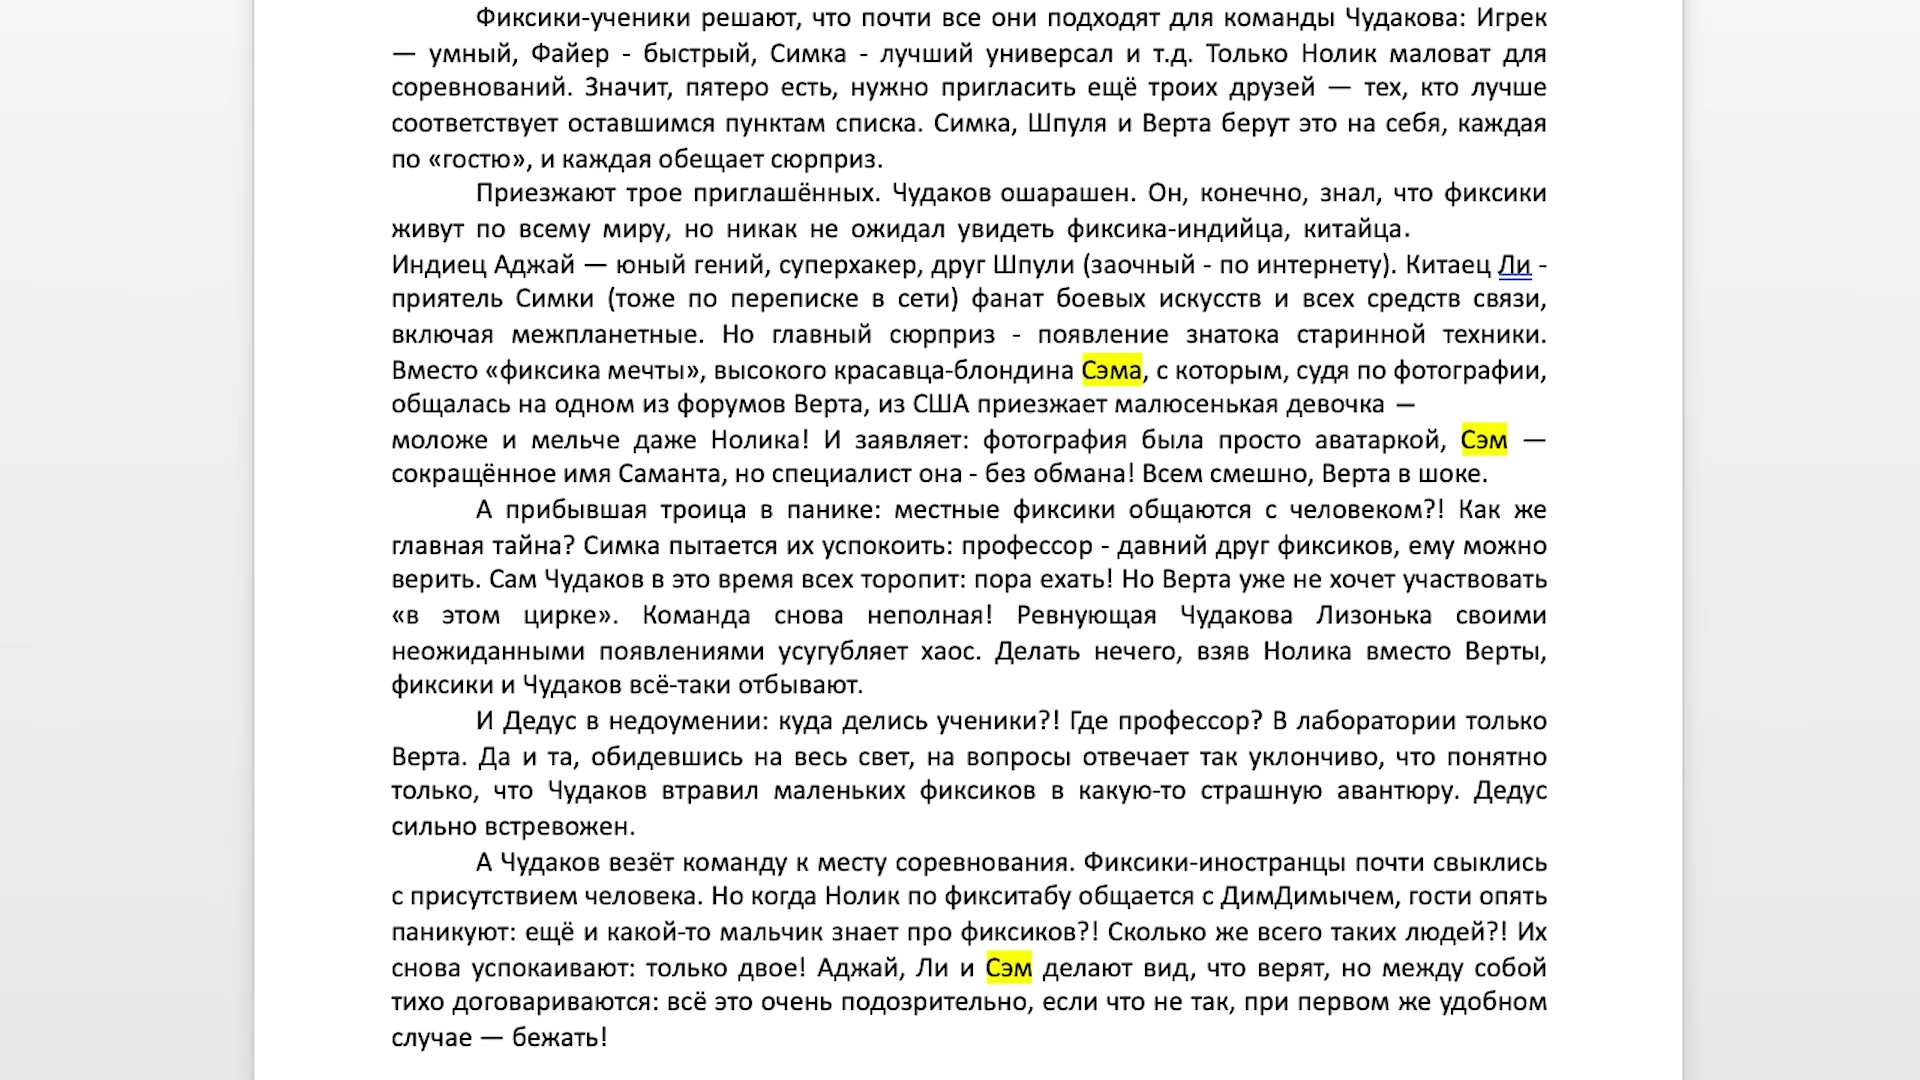 Фиксики-ученики решают, что почти все они подходят для команды Чудакова: Игрек
— умный, Файер - быстрый, Симка - лучший универсал и т.д. Только Нолик маловат для
соревнований. Значит, пятеро есть, нужно пригласить ещё троих друзей — тех, кто лучше
соответствует оставшимся пунктам списка. Симка, Шпуля и Верта берут это на себя, каждая
по «гостю», и каждая обещает сюрприз.
Приезжают трое приглашённых. Чудаков ошарашен. Он, конечно, знал, что фиксики
живут по всему миру, но никак не ожидал увидеть фиксика-индийца, китайца.
Индиец Аджай — юный гений, суперхакер, друг Шпули (заочный - по интернету). Китаец Ли -
приятель Симки (тоже по переписке в сети) фанат боевых искусств и всех средств связи,
включая межпланетные. Но главный сюрприз - появление знатока старинной техники.
Вместо «фиксика мечты», высокого красавца-блондина Сэма, с которым, судя по фотографии,
общалась на одном из форумов Верта, из США приезжает малюсенькая девочка —
моложе и мельче даже Нолика! И заявляет: фотография была просто аватаркой, Сэм —
сокращённое имя Саманта, но специалист она - без обмана! Всем смешно, Верта в шоке.
А прибывшая троица в панике: местные фиксики общаются с человеком?! Как же
главная тайна? Симка пытается их успокоить: профессор - давний друг фиксиков, ему можно
верить. Сам Чудаков в это время всех торопит: пора ехать! Но Верта уже не хочет участвовать
«в этом цирке». Команда снова неполная! Ревнующая Чудакова Лизонька своими
неожиданными появлениями усугубляет хаос. Делать нечего, взяв Нолика вместо Верты,
фиксики и Чудаков всё-таки отбывают.
И Дедус в недоумении: куда делись ученики?! Где профессор? В лаборатории только
Верта. Да и та, обидевшись на весь свет, на вопросы отвечает так уклончиво, что понятно
только, что Чудаков втравил маленьких фиксиков в какую-то страшную авантюру. Дедус
сильно встревожен.
А Чудаков везёт команду к месту соревнования. Фиксики-иностранцы почти свыклись
с присутствием человека. Но когда Нолик по фикситабу общается с ДимДимычем, гости опять
паникуют: ещё и какой-то мальчик знает про фиксиков?! Сколько же всего таких людей?! Их
снова успокаивают: только двое! Аджай, Ли и Сэм делают вид, что верят, но между собой
тихо договариваются: всё это очень подозрительно, если что не так, при первом же удобном
случае — бежать!